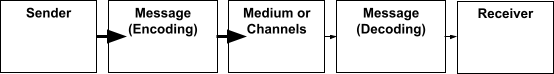 Sender
Message
(Encoding)
Medium or
Channels
Message
(Decoding)
Receiver